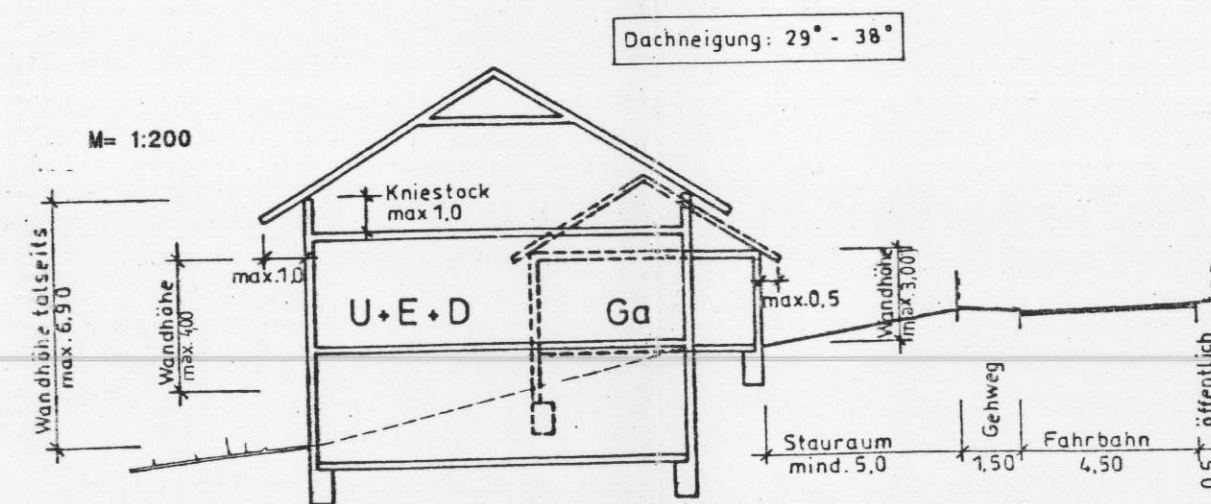 Dachneigung: 29° - 38°
M= 1:200
Kniestock
max 1,0
Wandhöhe talseits
max. 6,90
Wandhöhe
max. 4,00
max.1,0
U+E+D
Ga
max.0,5
Wandhöhe
max 3,00
Stauraum
mind. 5,0
Gehweg
1,50
Fahrbahn
4,50
öffentlich
0,5